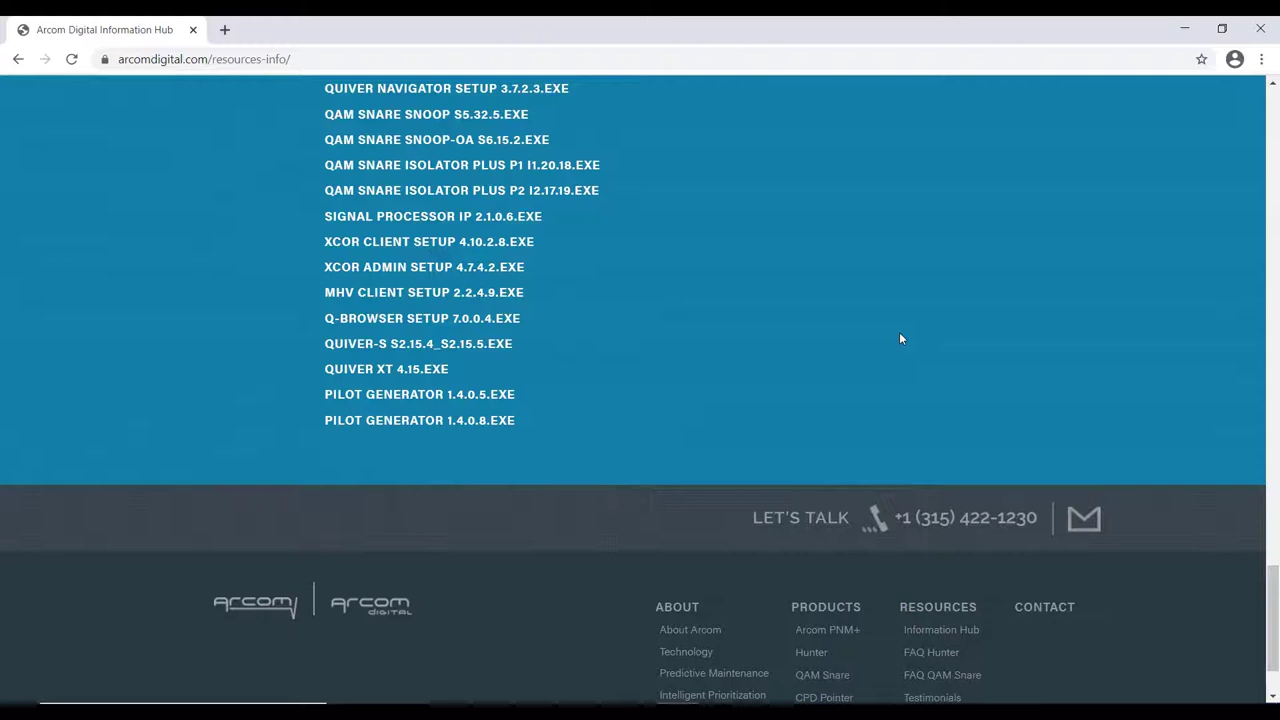 Arcom Digital Information Hub
arcomdigital.com/resources-info/
QUIVER NAVIGATOR SETUP 3.7.2.3.EXE
QAM SNARE SNOOP S5.32.5.EXE
QAM SNARE SNOOP-OA S6.15.2.EXE
QAM SNARE ISOLATOR PLUS P1 I1.20.18.EXE
QAM SNARE ISOLATOR PLUS P2 I2.17.19.EXE
SIGNAL PROCESSOR IP 2.1.0.6.EXE
XCOR CLIENT SETUP 4.10.2.8.EXE
XCOR ADMIN SETUP 4.7.4.2.EXE
MHV CLIENT SETUP 2.2.4.9.EXE
Q-BROWSER SETUP 7.0.0.4.EXE
QUIVER-S S2.15.4_S2.15.5.EXE
QUIVER XT 4.15.EXE
PILOT GENERATOR 1.4.0.5.EXE
PILOT GENERATOR 1.4.0.8.EXE
LET'S TALK +1 (315) 422-1230
arcom arcom digital
ABOUT PRODUCTS RESOURCES CONTACT
About Arcom Arcom PNM+ Information Hub
Technology Hunter FAQ Hunter
Predictive Maintenance QAM Snare FAQ QAM Snare
Intelligent Prioritization CPD Pointer Testimonials